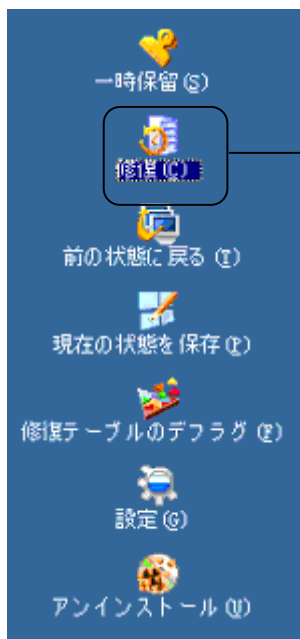 一時保留(S)
修復(C)
前の状態に戻る (T)
現在の状態を保存(P)
修復テーブルのデフラグ(F)
設定(G)
アンインストール(U)